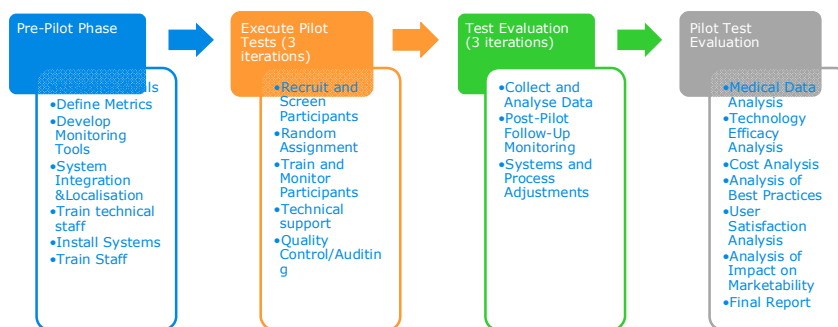 Pre-Pilot Phase
•Define Metrics
•Develop
Monitoring
Tools
•System
Integration
&Localisation
•Train technical
staff
•Install Systems
•Train Staff
Execute Pilot
Tests (3
iterations)
•Recruit and
Screen
Participants
•Random
Assignment
•Train and
Monitor
Participants
•Technical
support
•Quality
Control/Auditin
g
Test Evaluation
(3 iterations)
•Collect and
Analyse Data
•Post-Pilot
Follow-Up
Monitoring
•Systems and
Process
Adjustments
Pilot Test
Evaluation
•Medical Data
Analysis
•Technology
Efficacy
Analysis
•Cost Analysis
•Analysis of
Best Practices
•User
Satisfaction
Analysis
•Analysis of
Impact on
Marketability
•Final Report